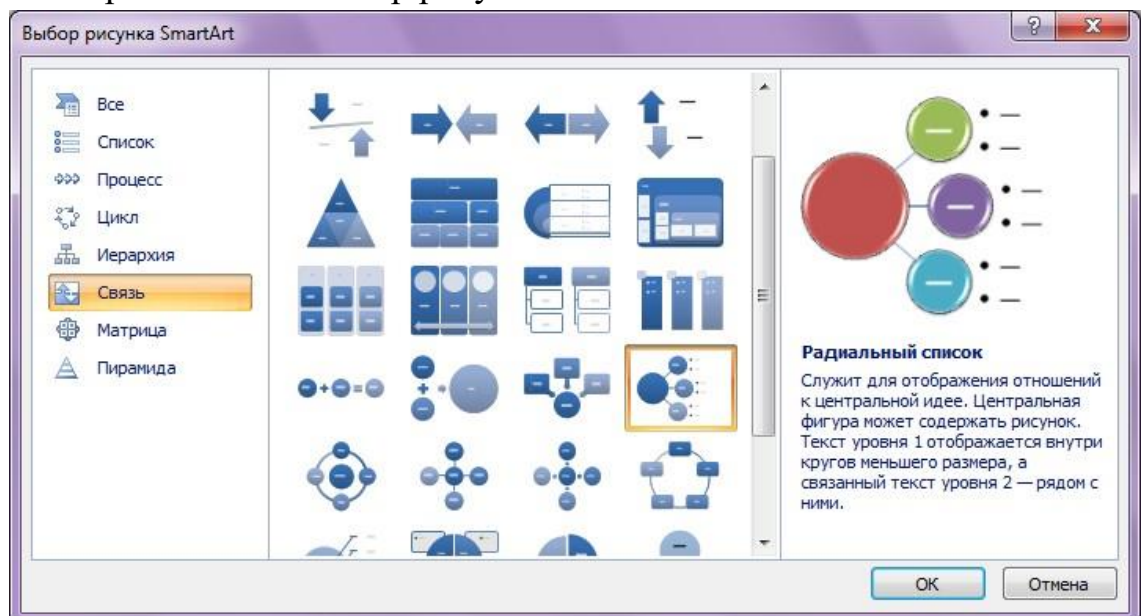 Выбор рисунка SmartArt
Все
Список
Процесс
Цикл
Иерархия
Связь
Матрица
Пирамида
Радиальный список
Служит для отображения отношений
к центральной идее. Центральная
фигура может содержать рисунок.
Текст уровня 1 отображается внутри
кругов меньшего размера, а
связанный текст уровня 2 — рядом с
ними.
ОК
Отмена